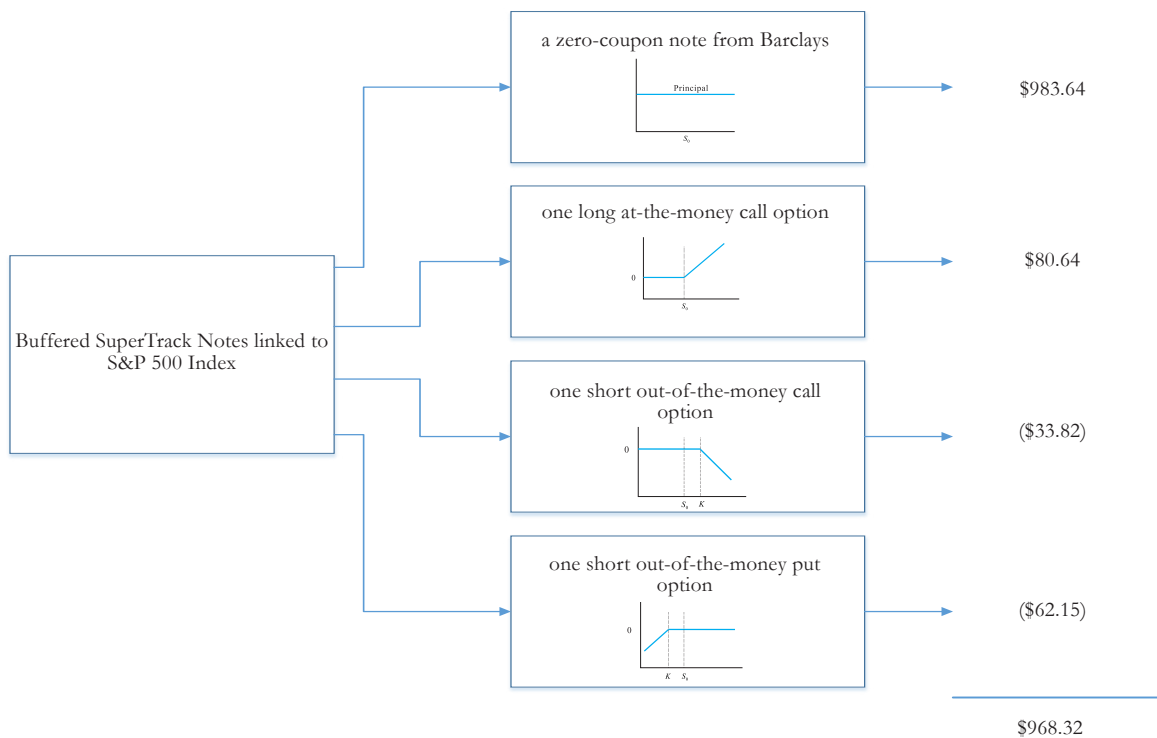 a zero-coupon note from Barclays
Principal
S₀
$983.64
one long at-the-money call option
0
S₀
$80.64
Buffered SuperTrack Notes linked to
S&P 500 Index
one short out-of-the-money call
option
0
S₀ K
($33.82)
one short out-of-the-money put
option
0
K S₀
($62.15)
$968.32